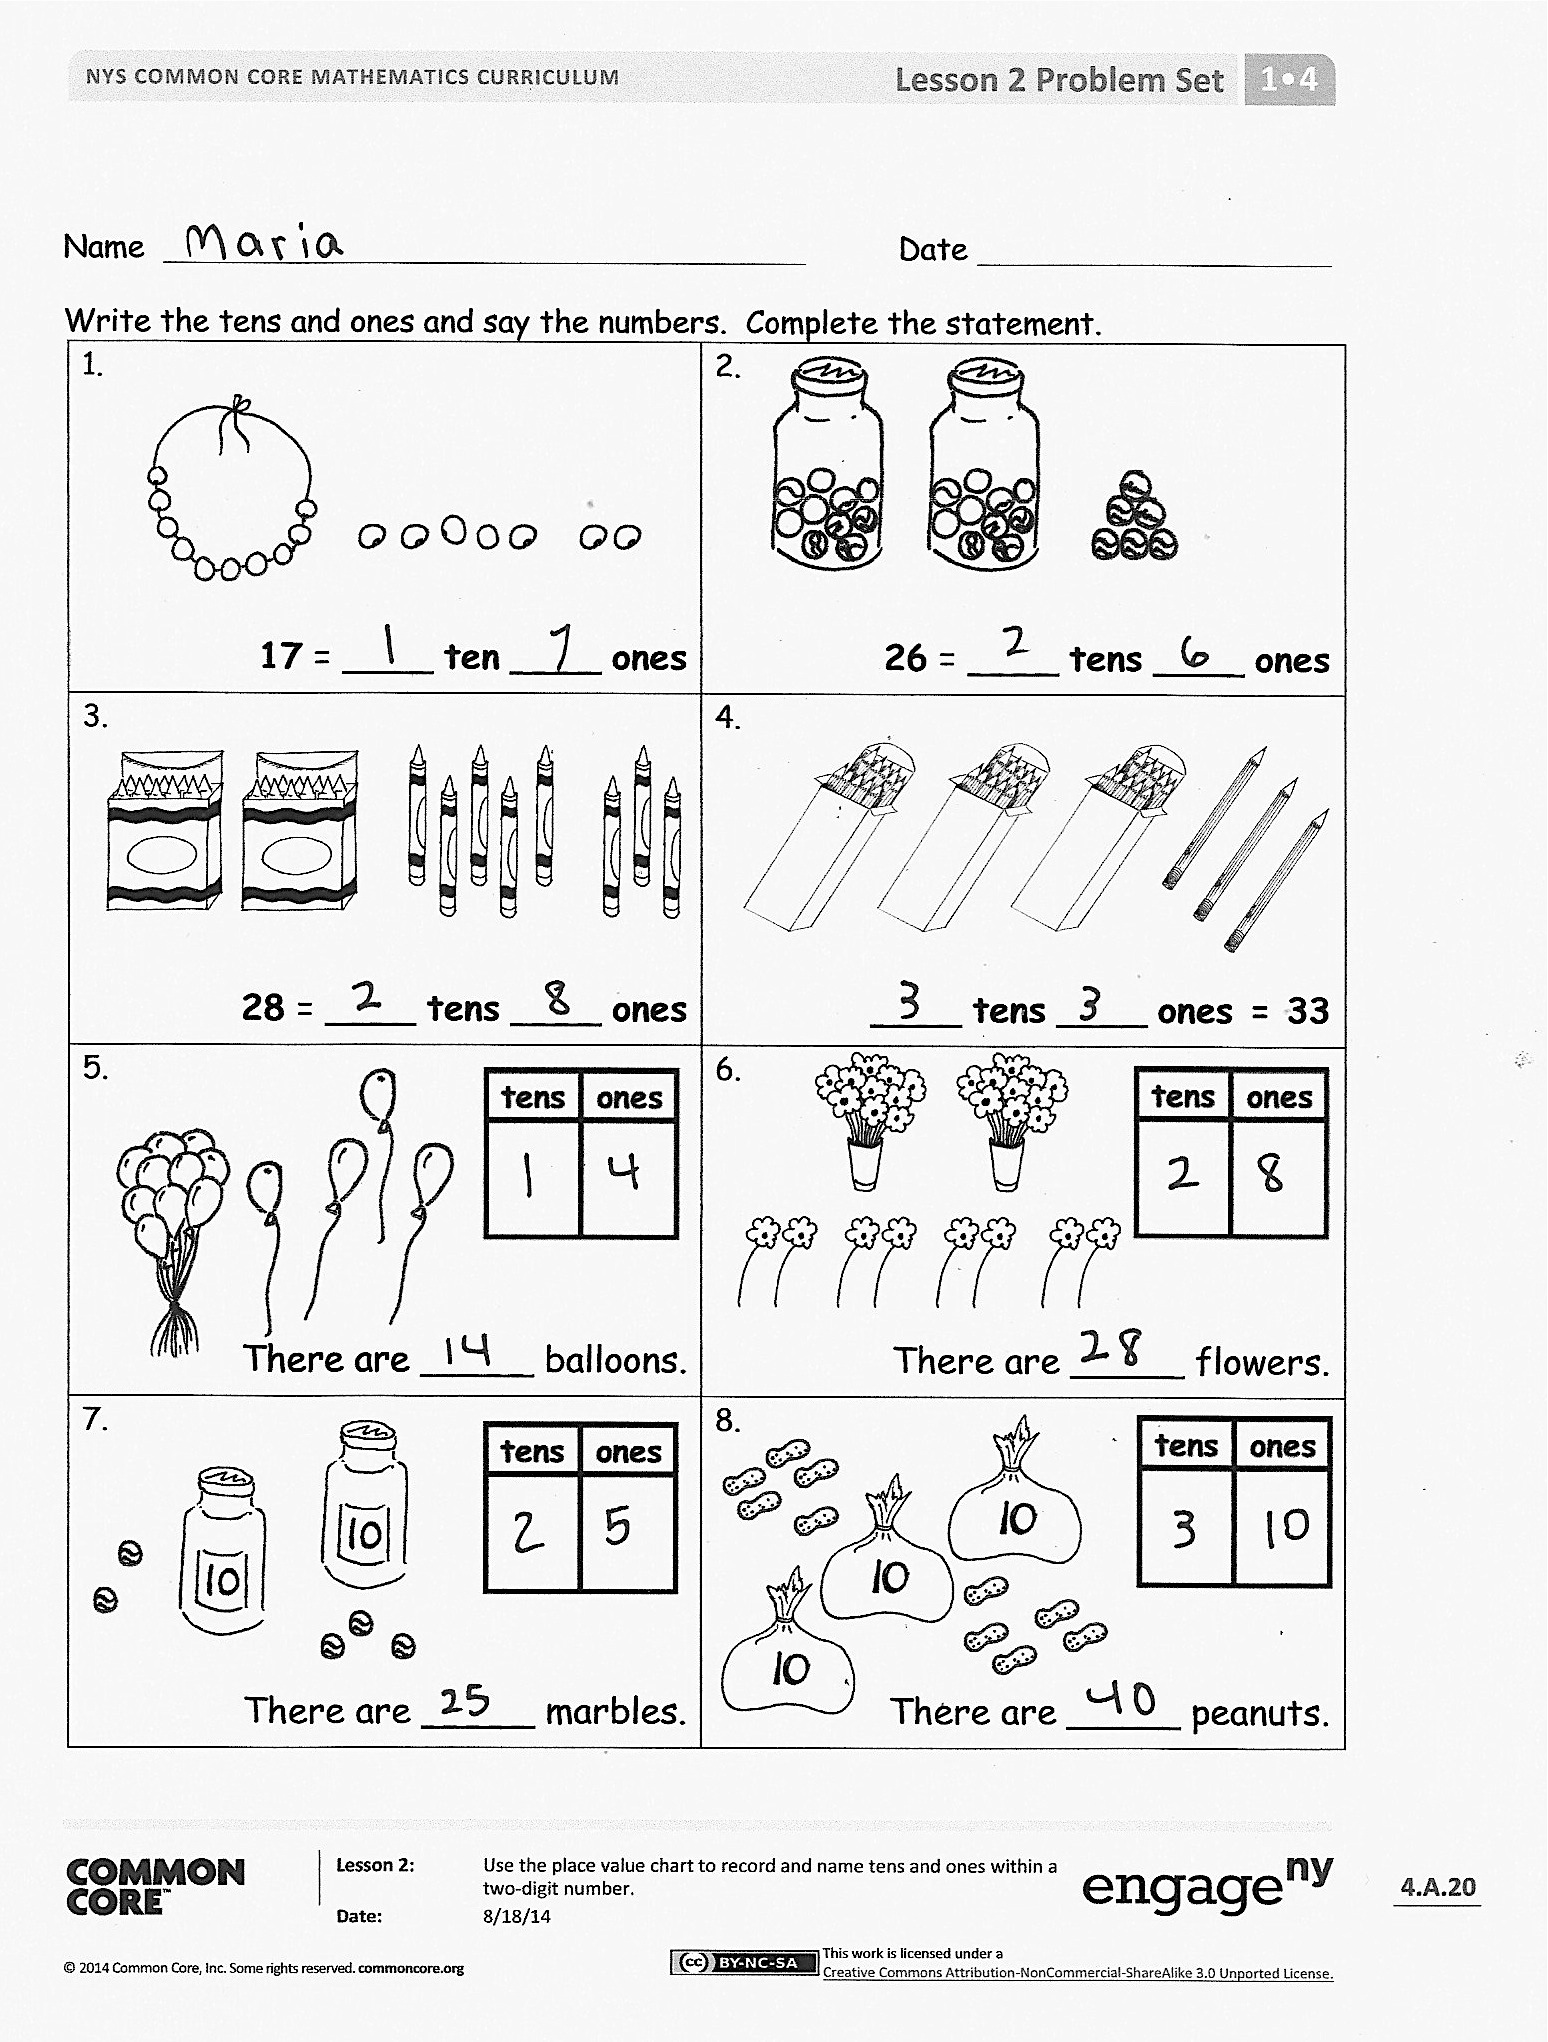 NYS COMMON CORE MATHEMATICS CURRICULUM
Lesson 2 Problem Set
1•4
Name Maria
Date
Write the tens and ones and say the numbers. Complete the statement.
1.
17 = 1 ten 7 ones
2.
26 = 2 tens 6 ones
3.
28 = 2 tens 8 ones
4.
3 tens 3 ones = 33
5.
tens ones
1 4
There are 14 balloons.
6.
tens ones
2 8
There are 28 flowers.
7.
tens ones
2 5
10
10
There are 25 marbles.
8.
tens ones
3 10
10
10
10
There are 40 peanuts.
COMMON
CORE™
Lesson 2:
Use the place value chart to record and name tens and ones within a
two-digit number.
Date:
8/18/14
engageny
4.A.20
© 2014 Common Core, Inc. Some rights reserved. commoncore.org
cc BY-NC-SA
This work is licensed under a
Creative Commons Attribution-NonCommercial-ShareAlike 3.0 Unported License.